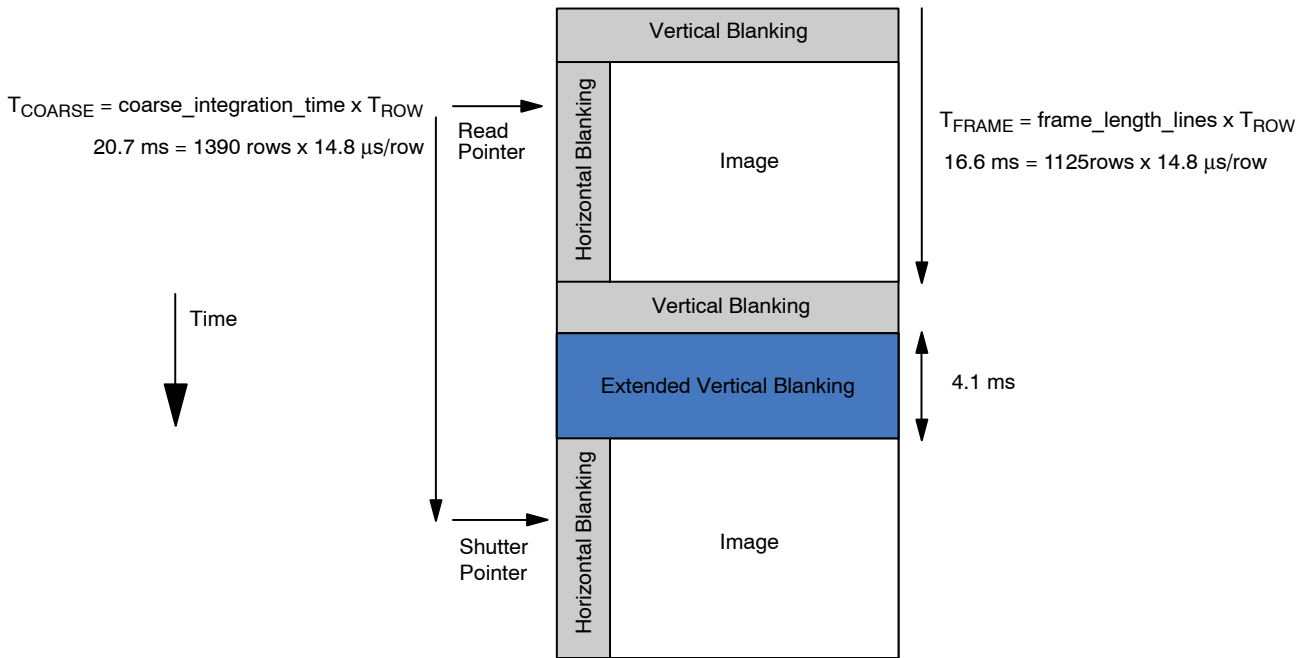 Vertical Blanking
T_COARSE = coarse_integration_time x T_ROW
20.7 ms = 1390 rows x 14.8 μs/row
Read
Pointer
Horizontal Blanking
Image
T_FRAME = frame_length_lines x T_ROW
16.6 ms = 1125rows x 14.8 μs/row
Time
Vertical Blanking
Extended Vertical Blanking
4.1 ms
Shutter
Pointer
Horizontal Blanking
Image